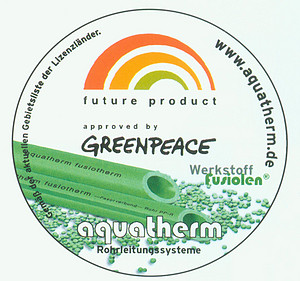 Gemäß der aktuellen Gebietsliste der Lizenzländer.
www.aquatherm.de
future product
approved by
GREENPEACE
Werkstoff
fusiolen®
aquatherm fusiotherm
fusiotherm
aquatherm
Rohrleitungssysteme